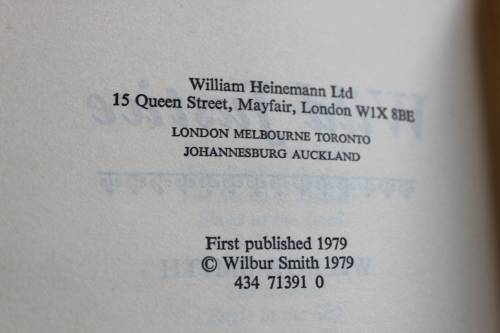 William Heinemann Ltd
15 Queen Street, Mayfair, London W1X 8BE
LONDON MELBOURNE TORONTO
JOHANNESBURG AUCKLAND
First published 1979
© Wilbur Smith 1979
434 71391 0